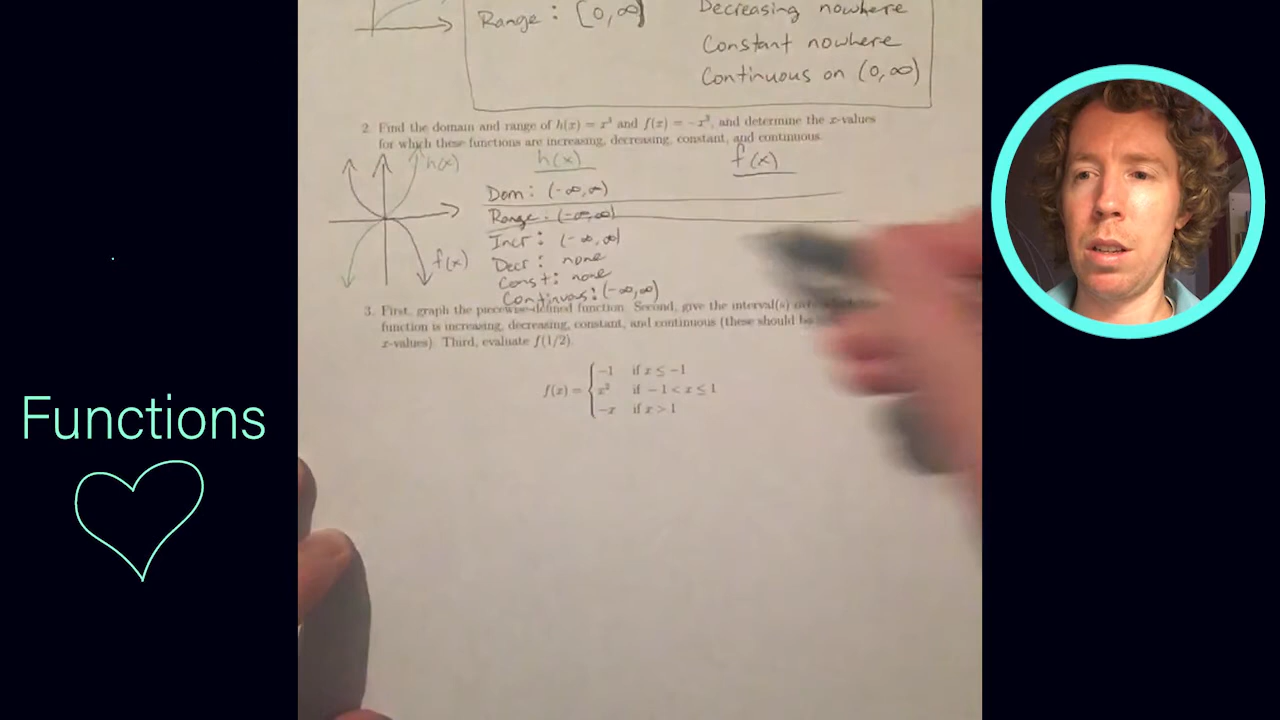 Range : [0, ∞)
Decreasing nowhere
Constant nowhere
Continuous on (0, ∞)
2. Find the domain and range of h(x) = x³ and f(x) = −x³, and determine the x-values
for which these functions are increasing, decreasing, constant, and continuous.
h(x)
h(x)
f(x)
Dom : (-∞, ∞)
Range : (-∞, ∞)
Incr : (-∞, ∞)
f(x)
Decr : none
Const : none
Continuous : (-∞, ∞)
3. First, graph the piecewise-defined function. Second, give the interval(s) over
function is increasing, decreasing, constant, and continuous (these should be
x-values). Third, evaluate f(1/2).
−1 if x ≤ −1
f(x) = { x² if −1 < x ≤ 1
−x if x > 1
Functions